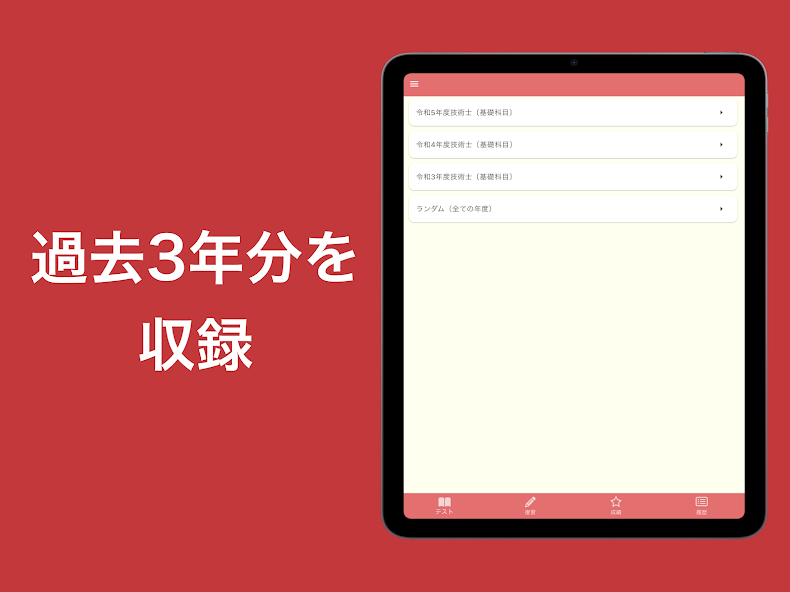 過去3年分を
収録
令和5年度技術士（基礎科目）
令和4年度技術士（基礎科目）
令和3年度技術士（基礎科目）
ランダム（全ての年度）
テスト
復習
成績
履歴